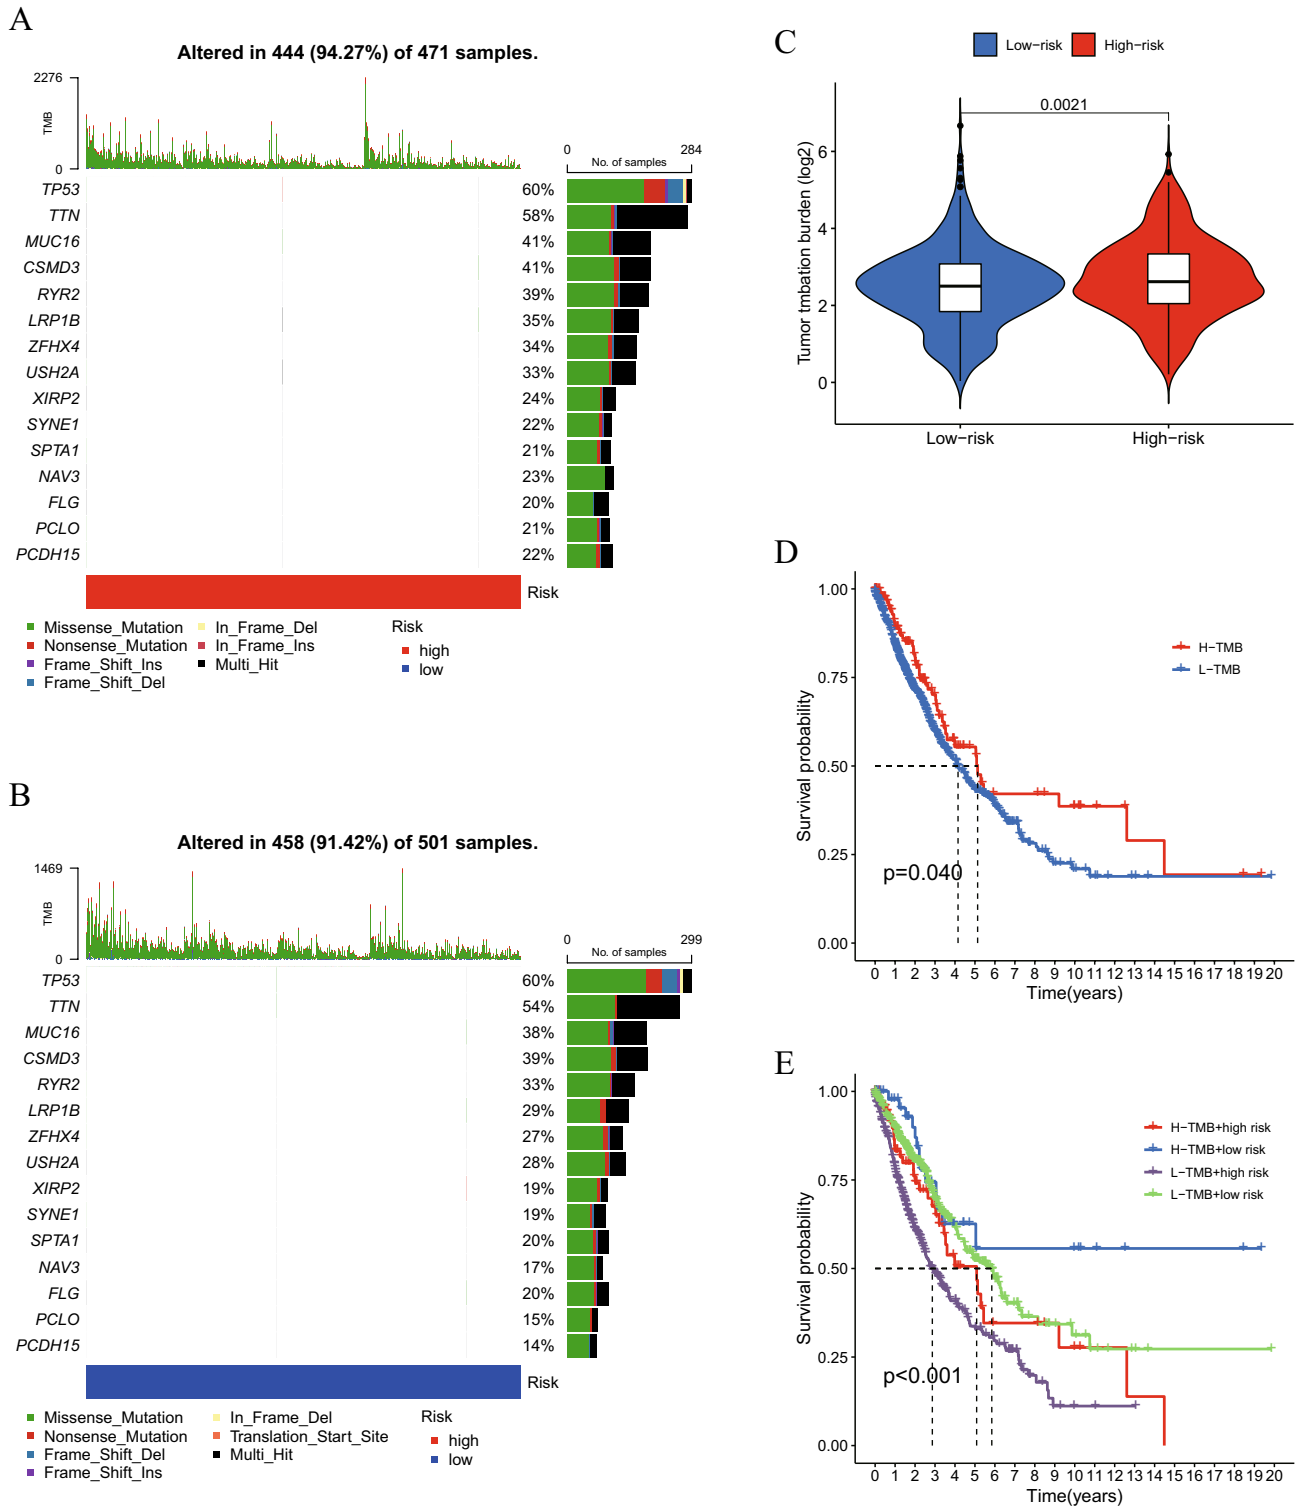 A
Altered in 444 (94.27%) of 471 samples.
2276
TMB
0
0 284
No. of samples
TP53 60%
TTN 58%
MUC16 41%
CSMD3 41%
RYR2 39%
LRP1B 35%
ZFHX4 34%
USH2A 33%
XIRP2 24%
SYNE1 22%
SPTA1 21%
NAV3 23%
FLG 20%
PCLO 21%
PCDH15 22%
Risk
Missense_Mutation
Nonsense_Mutation
Frame_Shift_Ins
Frame_Shift_Del
In_Frame_Del
In_Frame_Ins
Multi_Hit
Risk
high
low
B
Altered in 458 (91.42%) of 501 samples.
1469
TMB
0
0 299
No. of samples
TP53 60%
TTN 54%
MUC16 38%
CSMD3 39%
RYR2 33%
LRP1B 29%
ZFHX4 27%
USH2A 28%
XIRP2 19%
SYNE1 19%
SPTA1 20%
NAV3 17%
FLG 20%
PCLO 15%
PCDH15 14%
Risk
Missense_Mutation
Nonsense_Mutation
Frame_Shift_Del
Frame_Shift_Ins
In_Frame_Del
Translation_Start_Site
Multi_Hit
Risk
high
low
C
Low−risk High−risk
0.0021
Tumor tmbation burden (log2)
6
4
2
0
Low−risk High−risk
D
H−TMB
L−TMB
Survival probability
1.00
0.75
0.50
0.25
0.00
p=0.040
0 1 2 3 4 5 6 7 8 9 10 11 12 13 14 15 16 17 18 19 20
Time(years)
E
H−TMB+high risk
H−TMB+low risk
L−TMB+high risk
L−TMB+low risk
Survival probability
1.00
0.75
0.50
0.25
0.00
p<0.001
0 1 2 3 4 5 6 7 8 9 10 11 12 13 14 15 16 17 18 19 20
Time(years)